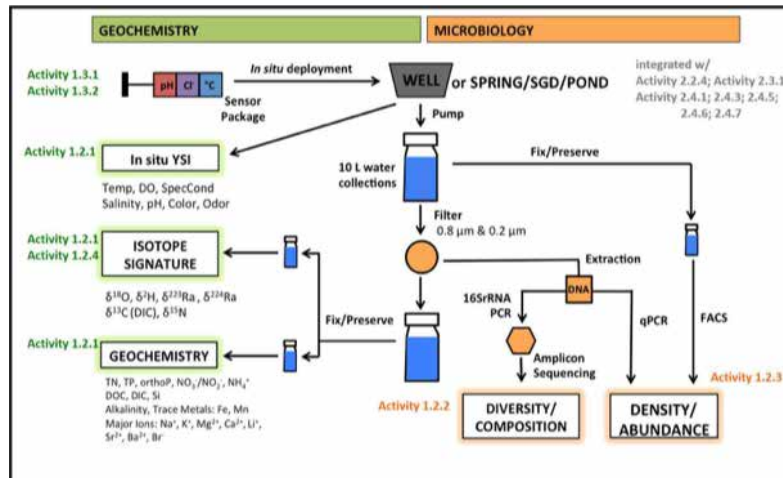 GEOCHEMISTRY
MICROBIOLOGY
Activity 1.3.1
Activity 1.3.2
pH
Cl⁻
°C
Sensor
Package
In situ deployment
WELL
or SPRING/SGD/POND
integrated w/
Activity 2.2.4; Activity 2.3.1
Activity 2.4.1; 2.4.3; 2.4.5;
2.4.6; 2.4.7
Pump
Activity 1.2.1
In situ YSI
Temp, DO, SpecCond
Salinity, pH, Color, Odor
10 L water
collections
Fix/Preserve
Filter
0.8 µm & 0.2 µm
Activity 1.2.1
Activity 1.2.4
ISOTOPE
SIGNATURE
δ¹⁸O, δ²H, δ²²³Ra, δ²²⁴Ra
δ¹³C (DIC), δ¹⁵N
Extraction
DNA
16SrRNA
PCR
qPCR
FACS
Fix/Preserve
Activity 1.2.1
GEOCHEMISTRY
TN, TP, orthoP, NO₃⁻/NO₂⁻, NH₄⁺
DOC, DIC, Si
Alkalinity, Trace Metals: Fe, Mn
Major Ions: Na⁺, K⁺, Mg²⁺, Ca²⁺, Li⁺,
Sr²⁺, Ba²⁺, Br⁻
Amplicon
Sequencing
Activity 1.2.2
DIVERSITY/
COMPOSITION
Activity 1.2.3
DENSITY/
ABUNDANCE